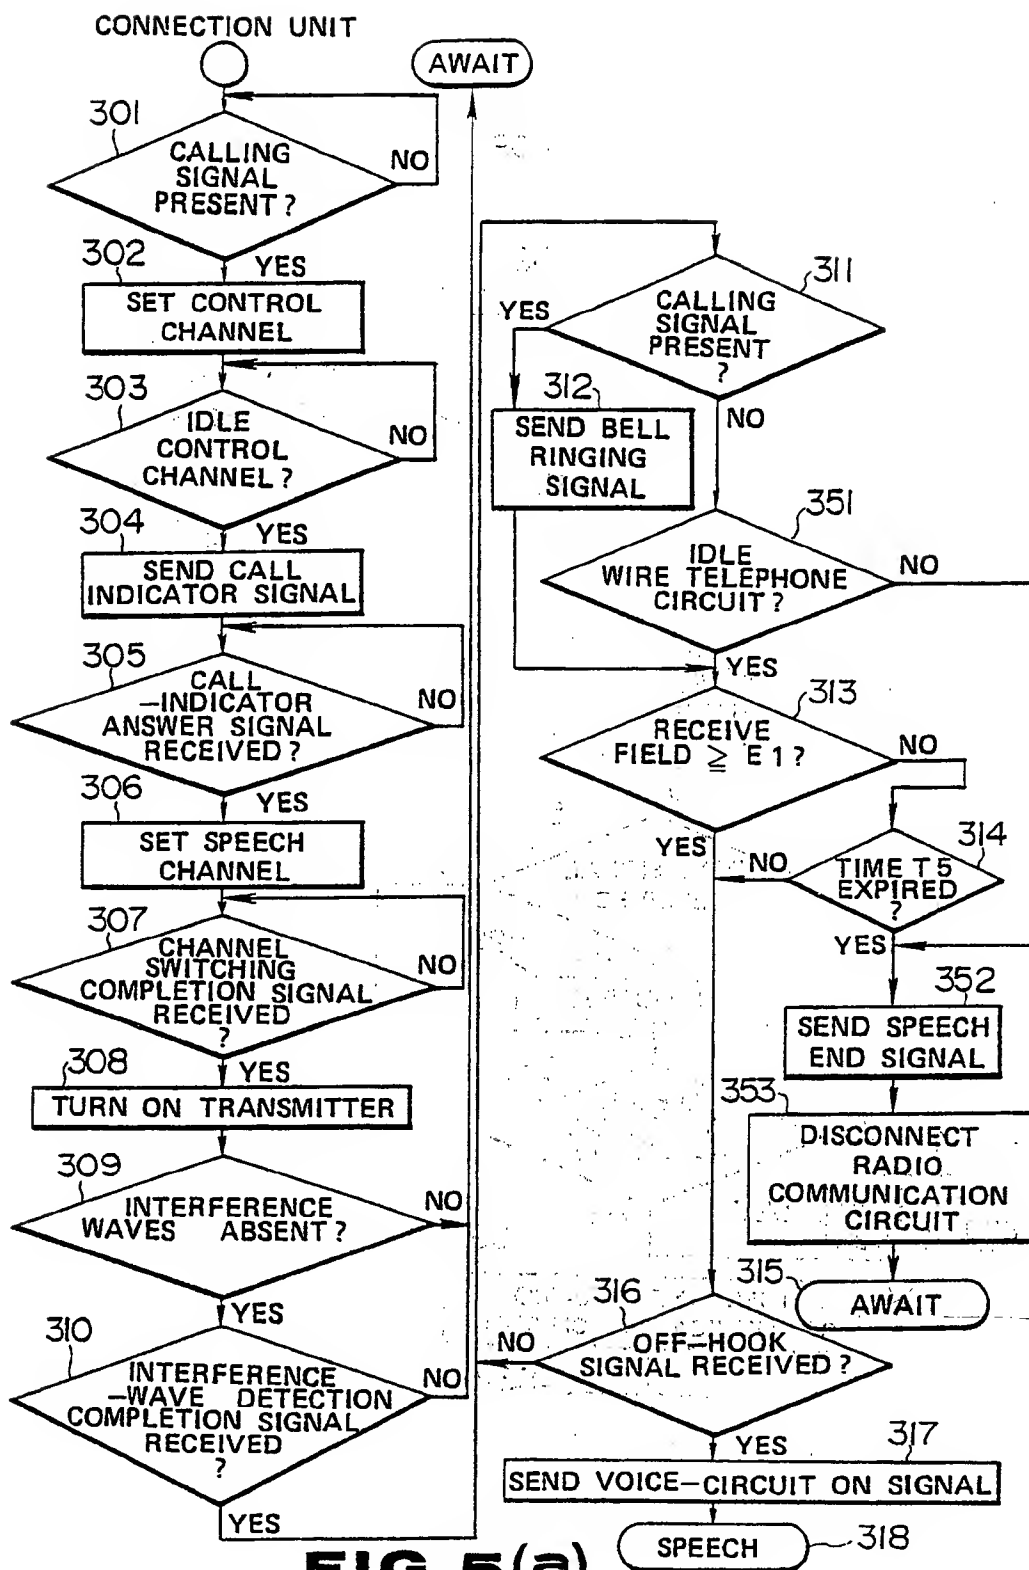 CONNECTION UNIT
AWAIT
301
CALLING
SIGNAL
PRESENT?
NO
YES
302
SET CONTROL
CHANNEL
303
IDLE
CONTROL
CHANNEL?
NO
YES
304
SEND CALL
INDICATOR SIGNAL
305
CALL
-INDICATOR
ANSWER SIGNAL
RECEIVED?
NO
YES
306
SET SPEECH
CHANNEL
307
CHANNEL
SWITCHING
COMPLETION SIGNAL
RECEIVED
?
NO
YES
308
TURN ON TRANSMITTER
309
INTERFERENCE
WAVES ABSENT?
NO
YES
310
INTERFERENCE
-WAVE DETECTION
COMPLETION SIGNAL
RECEIVED
?
NO
YES
311
CALLING
SIGNAL
PRESENT
?
YES
NO
312
SEND BELL
RINGING
SIGNAL
351
IDLE
WIRE TELEPHONE
CIRCUIT?
NO
YES
313
RECEIVE
FIELD ≧ E1?
NO
YES
314
TIME T5
EXPIRED
?
NO
YES
352
SEND SPEECH
END SIGNAL
353
DISCONNECT
RADIO
COMMUNICATION
CIRCUIT
315
AWAIT
316
OFF-HOOK
SIGNAL RECEIVED?
NO
YES
317
SEND VOICE-CIRCUIT ON SIGNAL
SPEECH
318
FIG.5(a)